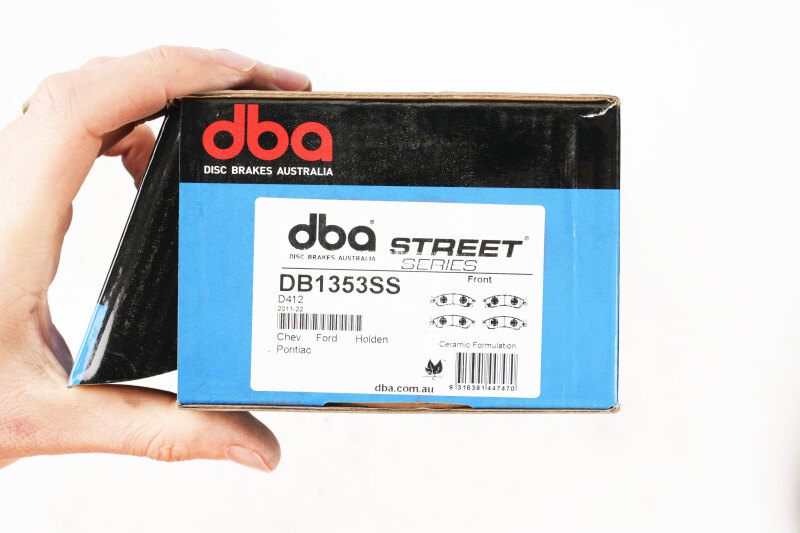 dba
DISC BRAKES AUSTRALIA
dba®
DISC BRAKES AUSTRALIA
STREET®
SERIES
DB1353SS
Front
D412
2011-22
Chev Ford Holden
Pontiac
Ceramic Formulation
9 316391 447470
dba.com.au